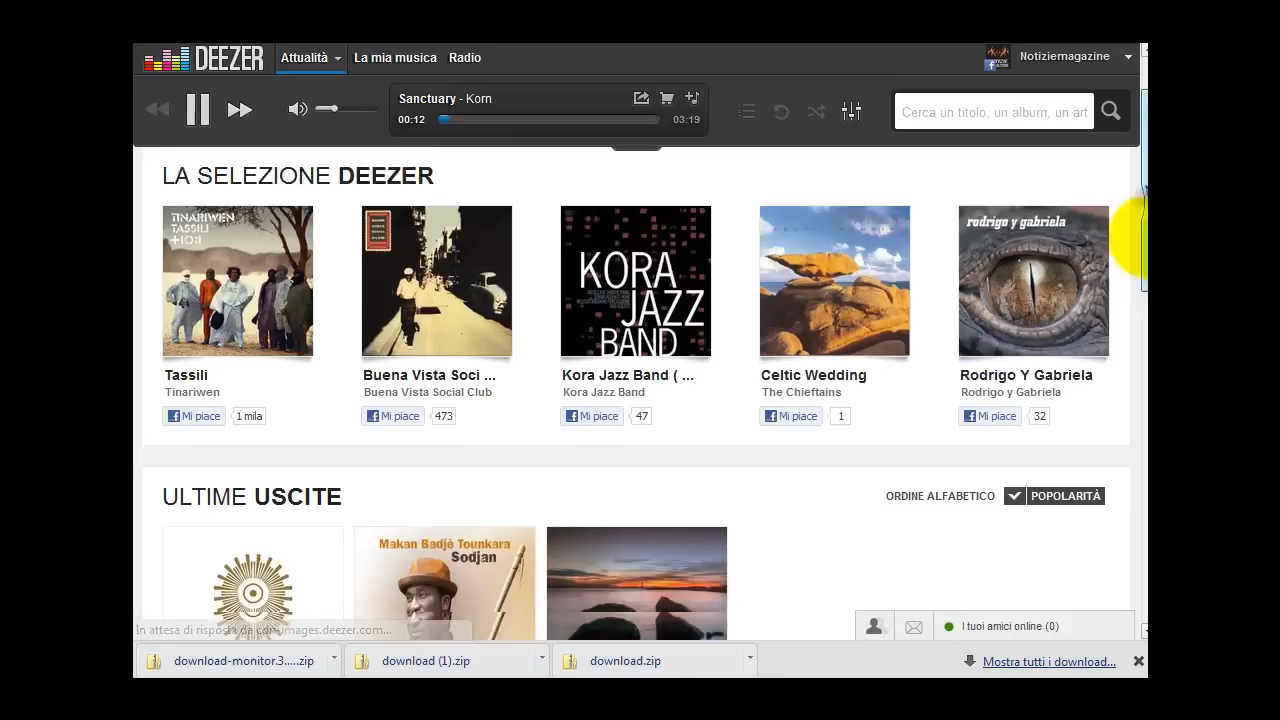 DEEZER
Attualità
La mia musica
Radio
Notiziemagazine
Sanctuary - Korn
00:12
03:19
Cerca un titolo, un album, un art
LA SELEZIONE DEEZER
TINARIWEN
TASSILI
+10:1
KORA
JAZZ
BAND
rodrigo y gabriela
Tassili
Tinariwen
Mi piace
1 mila
Buena Vista Soci ...
Buena Vista Social Club
Mi piace
473
Kora Jazz Band ( ...
Kora Jazz Band
Mi piace
47
Celtic Wedding
The Chieftains
Mi piace
1
Rodrigo Y Gabriela
Rodrigo y Gabriela
Mi piace
32
ULTIME USCITE
ORDINE ALFABETICO
POPOLARITÀ
Makan Badjé Tounkara
Sodjan
In attesa di risposta da cdn-images.deezer.com...
I tuoi amici online (0)
download-monitor.3.....zip
download (1).zip
download.zip
Mostra tutti i download...